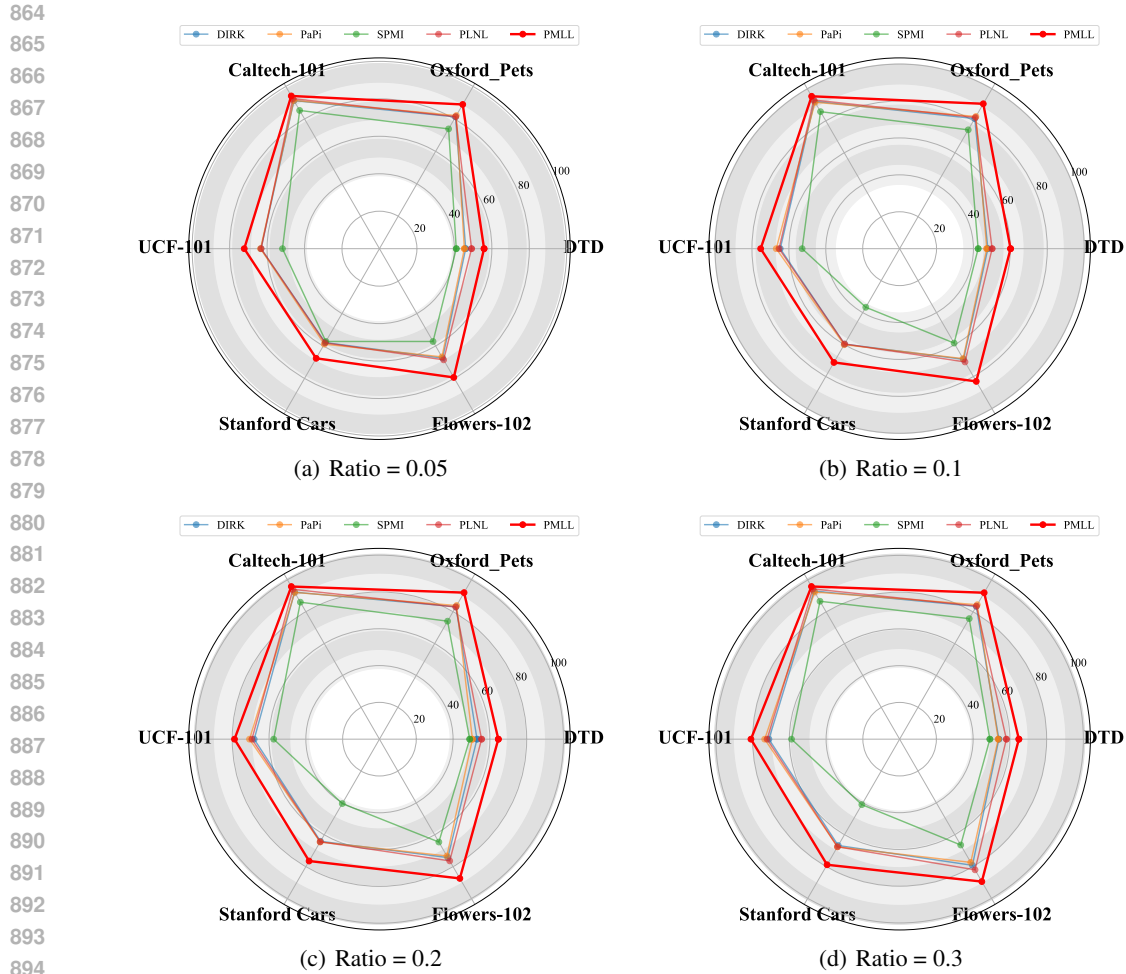 864
865
866
867
868
869
870
871
872
873
874
875
876
877
878
879
880
881
882
883
884
885
886
887
888
889
890
891
892
893
894
DIRK PaPi SPMI PLNL PMLL
Caltech-101 Oxford_Pets
100
80
60
40
20
UCF-101 DTD
Stanford Cars Flowers-102
(a) Ratio = 0.05
DIRK PaPi SPMI PLNL PMLL
Caltech-101 Oxford_Pets
100
80
60
40
20
UCF-101 DTD
Stanford Cars Flowers-102
(b) Ratio = 0.1
DIRK PaPi SPMI PLNL PMLL
Caltech-101 Oxford_Pets
100
80
60
40
20
UCF-101 DTD
Stanford Cars Flowers-102
(c) Ratio = 0.2
DIRK PaPi SPMI PLNL PMLL
Caltech-101 Oxford_Pets
100
80
60
40
20
UCF-101 DTD
Stanford Cars Flowers-102
(d) Ratio = 0.3